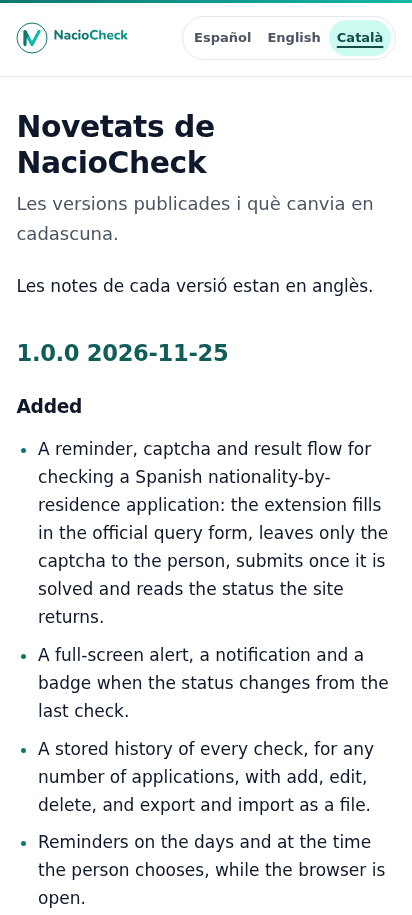 NacioCheck
Español English Català
Novetats de
NacioCheck
Les versions publicades i què canvia en
cadascuna.
Les notes de cada versió estan en anglès.
1.0.0 2026-11-25
Added
A reminder, captcha and result flow for
checking a Spanish nationality-by-
residence application: the extension fills
in the official query form, leaves only the
captcha to the person, submits once it is
solved and reads the status the site
returns.
A full-screen alert, a notification and a
badge when the status changes from the
last check.
A stored history of every check, for any
number of applications, with add, edit,
delete, and export and import as a file.
Reminders on the days and at the time
the person chooses, while the browser is
open.